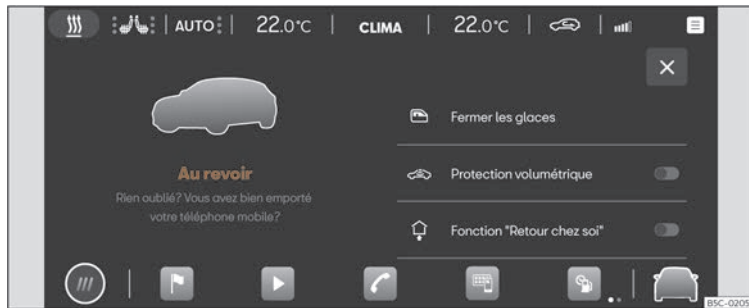 AUTO 22.0°C CLIMA 22.0°C
Fermer les glaces
Au revoir
Rien oublié? Vous avez bien emporté
votre téléphone mobile?
Protection volumétrique
Fonction "Retour chez soi"
B5C-0205